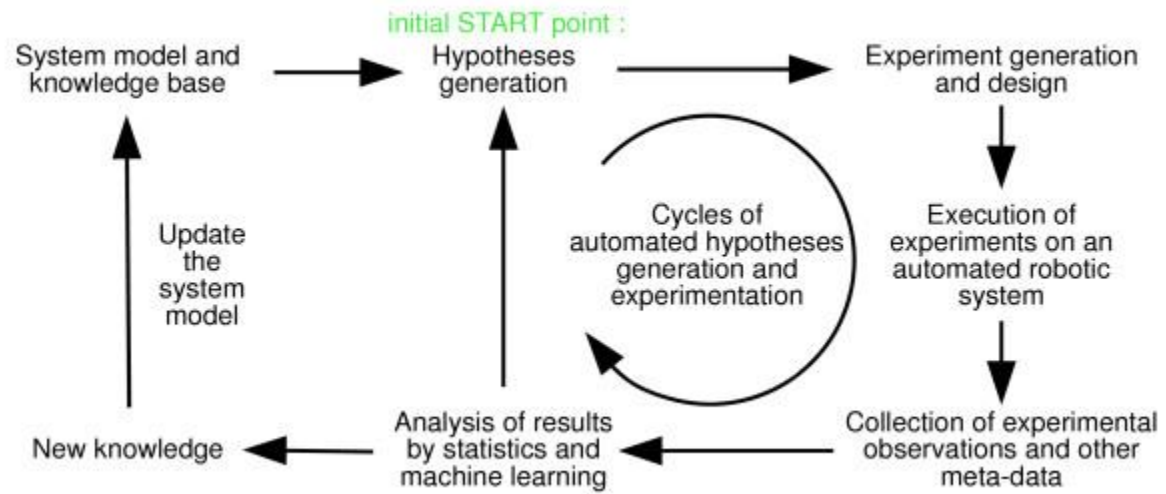 initial START point :
System model and
knowledge base
Hypotheses
generation
Experiment generation
and design
Update
the
system
model
Cycles of
automated hypotheses
generation and
experimentation
Execution of
experiments on an
automated robotic
system
New knowledge
Analysis of results
by statistics and
machine learning
Collection of experimental
observations and other
meta-data